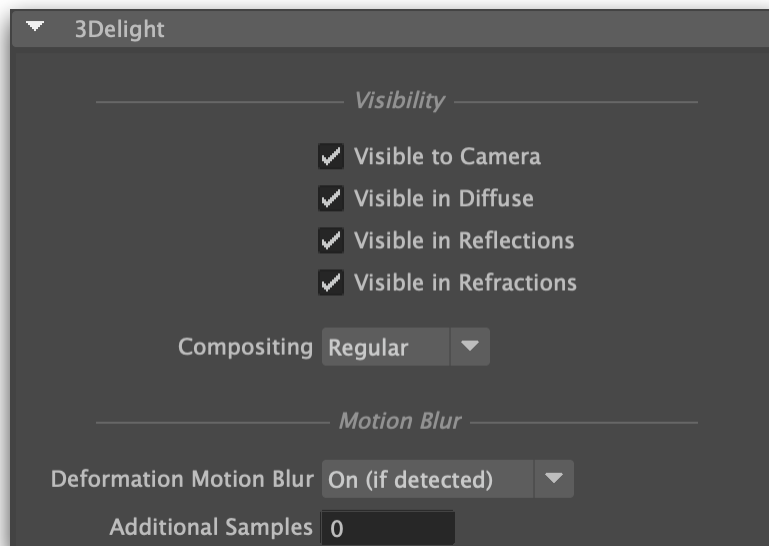 3Delight
Visibility
Visible to Camera
Visible in Diffuse
Visible in Reflections
Visible in Refractions
Compositing Regular
Motion Blur
Deformation Motion Blur On (if detected)
Additional Samples 0